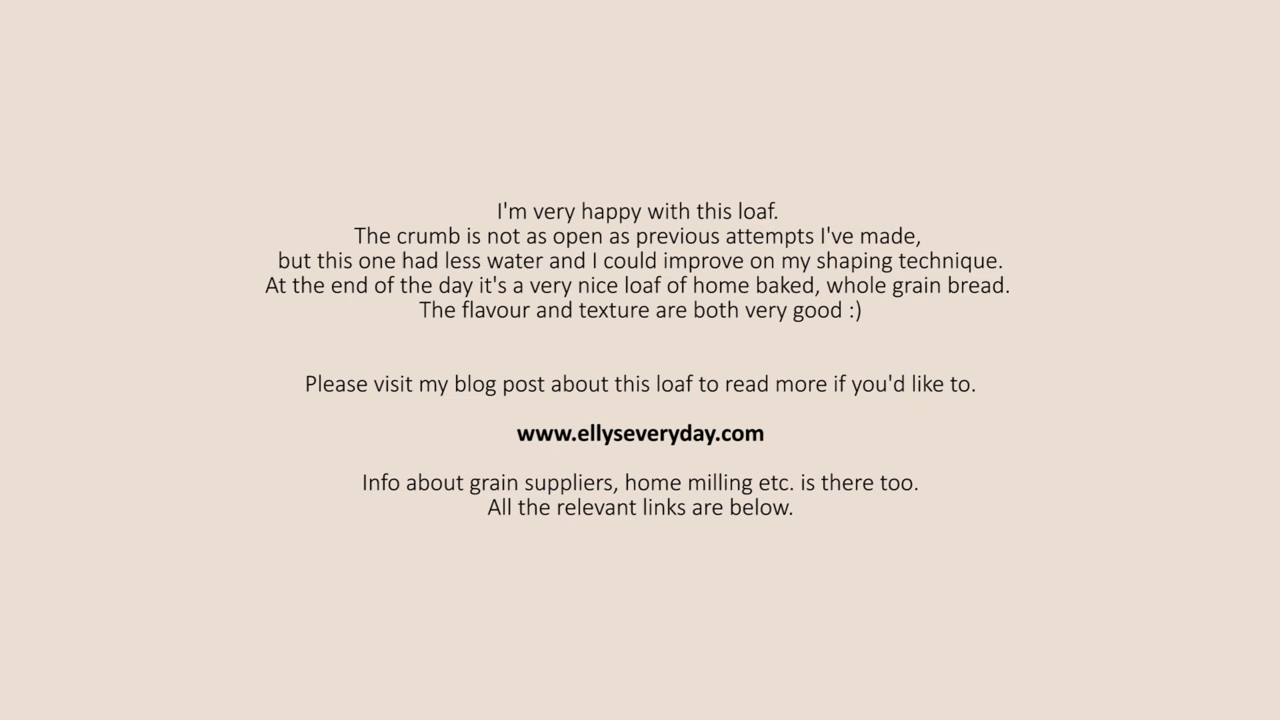 I'm very happy with this loaf.
The crumb is not as open as previous attempts I've made,
but this one had less water and I could improve on my shaping technique.
At the end of the day it's a very nice loaf of home baked, whole grain bread.
The flavour and texture are both very good :)
Please visit my blog post about this loaf to read more if you'd like to.
www.ellyseveryday.com
Info about grain suppliers, home milling etc. is there too.
All the relevant links are below.